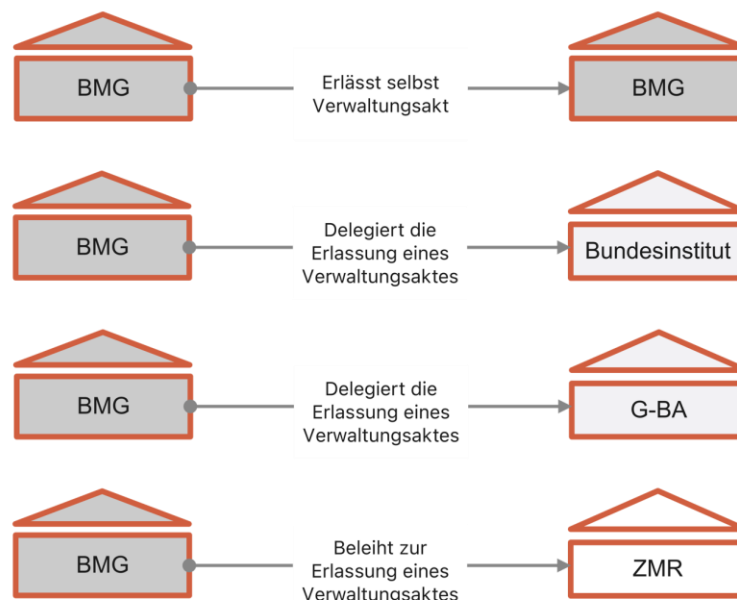 BMG
Erlässt selbst
Verwaltungsakt
BMG
BMG
Delegiert die
Erlassung eines
Verwaltungsaktes
Bundesinstitut
BMG
Delegiert die
Erlassung eines
Verwaltungsaktes
G-BA
BMG
Beleiht zur
Erlassung eines
Verwaltungsaktes
ZMR